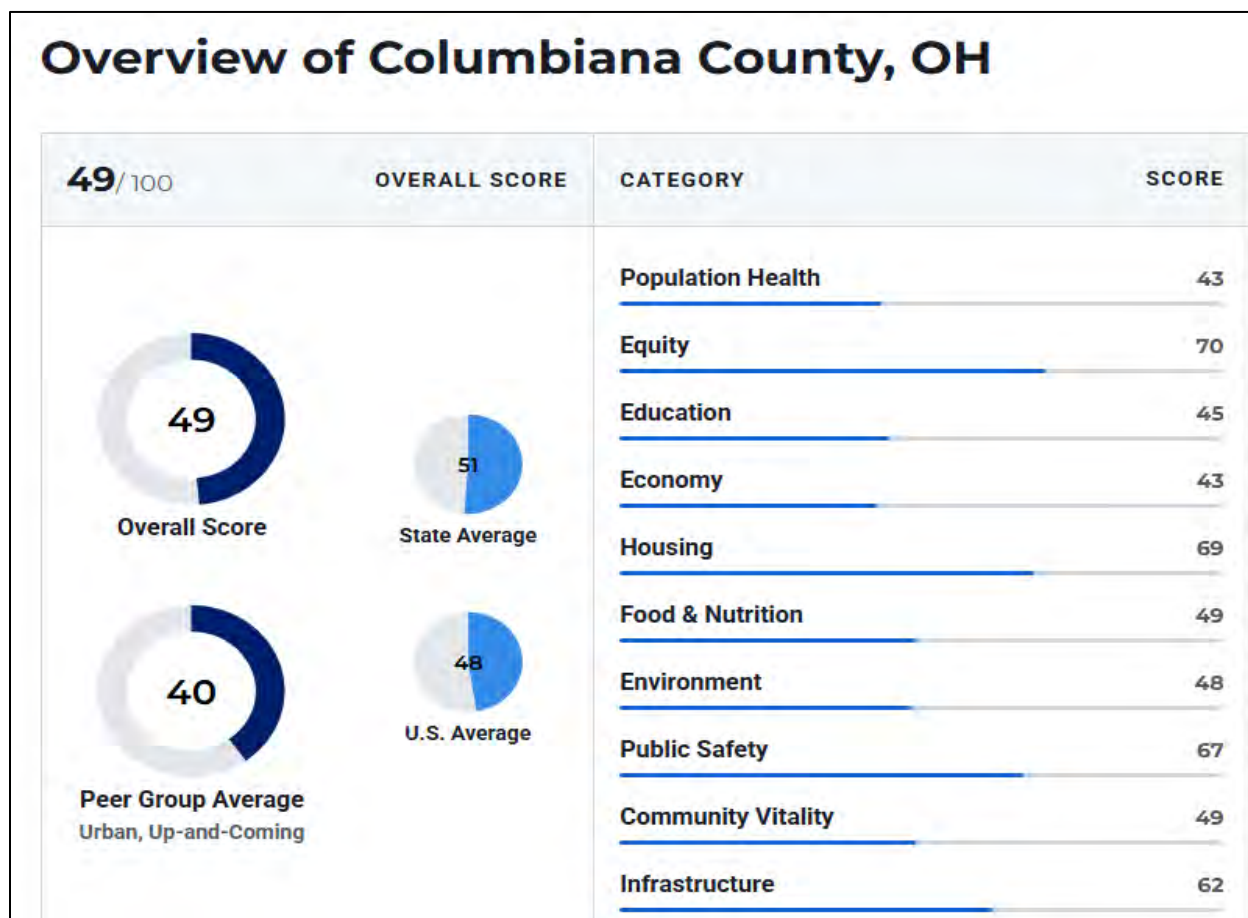 Overview of Columbiana County, OH
49/ 100 OVERALL SCORE
49
Overall Score
51
State Average
40
Peer Group Average
Urban, Up-and-Coming
48
U.S. Average
CATEGORY SCORE
Population Health 43
Equity 70
Education 45
Economy 43
Housing 69
Food & Nutrition 49
Environment 48
Public Safety 67
Community Vitality 49
Infrastructure 62